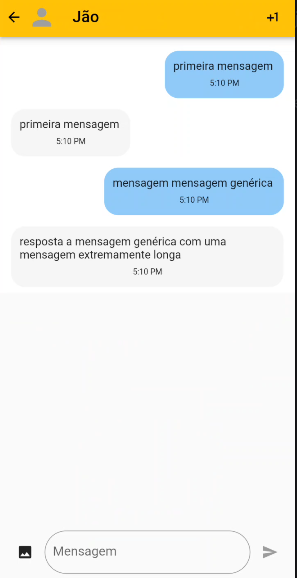 Jão
+1
primeira mensagem
5:10 PM
primeira mensagem
5:10 PM
mensagem mensagem genérica
5:10 PM
resposta a mensagem genérica com uma
mensagem extremamente longa
5:10 PM
Mensagem